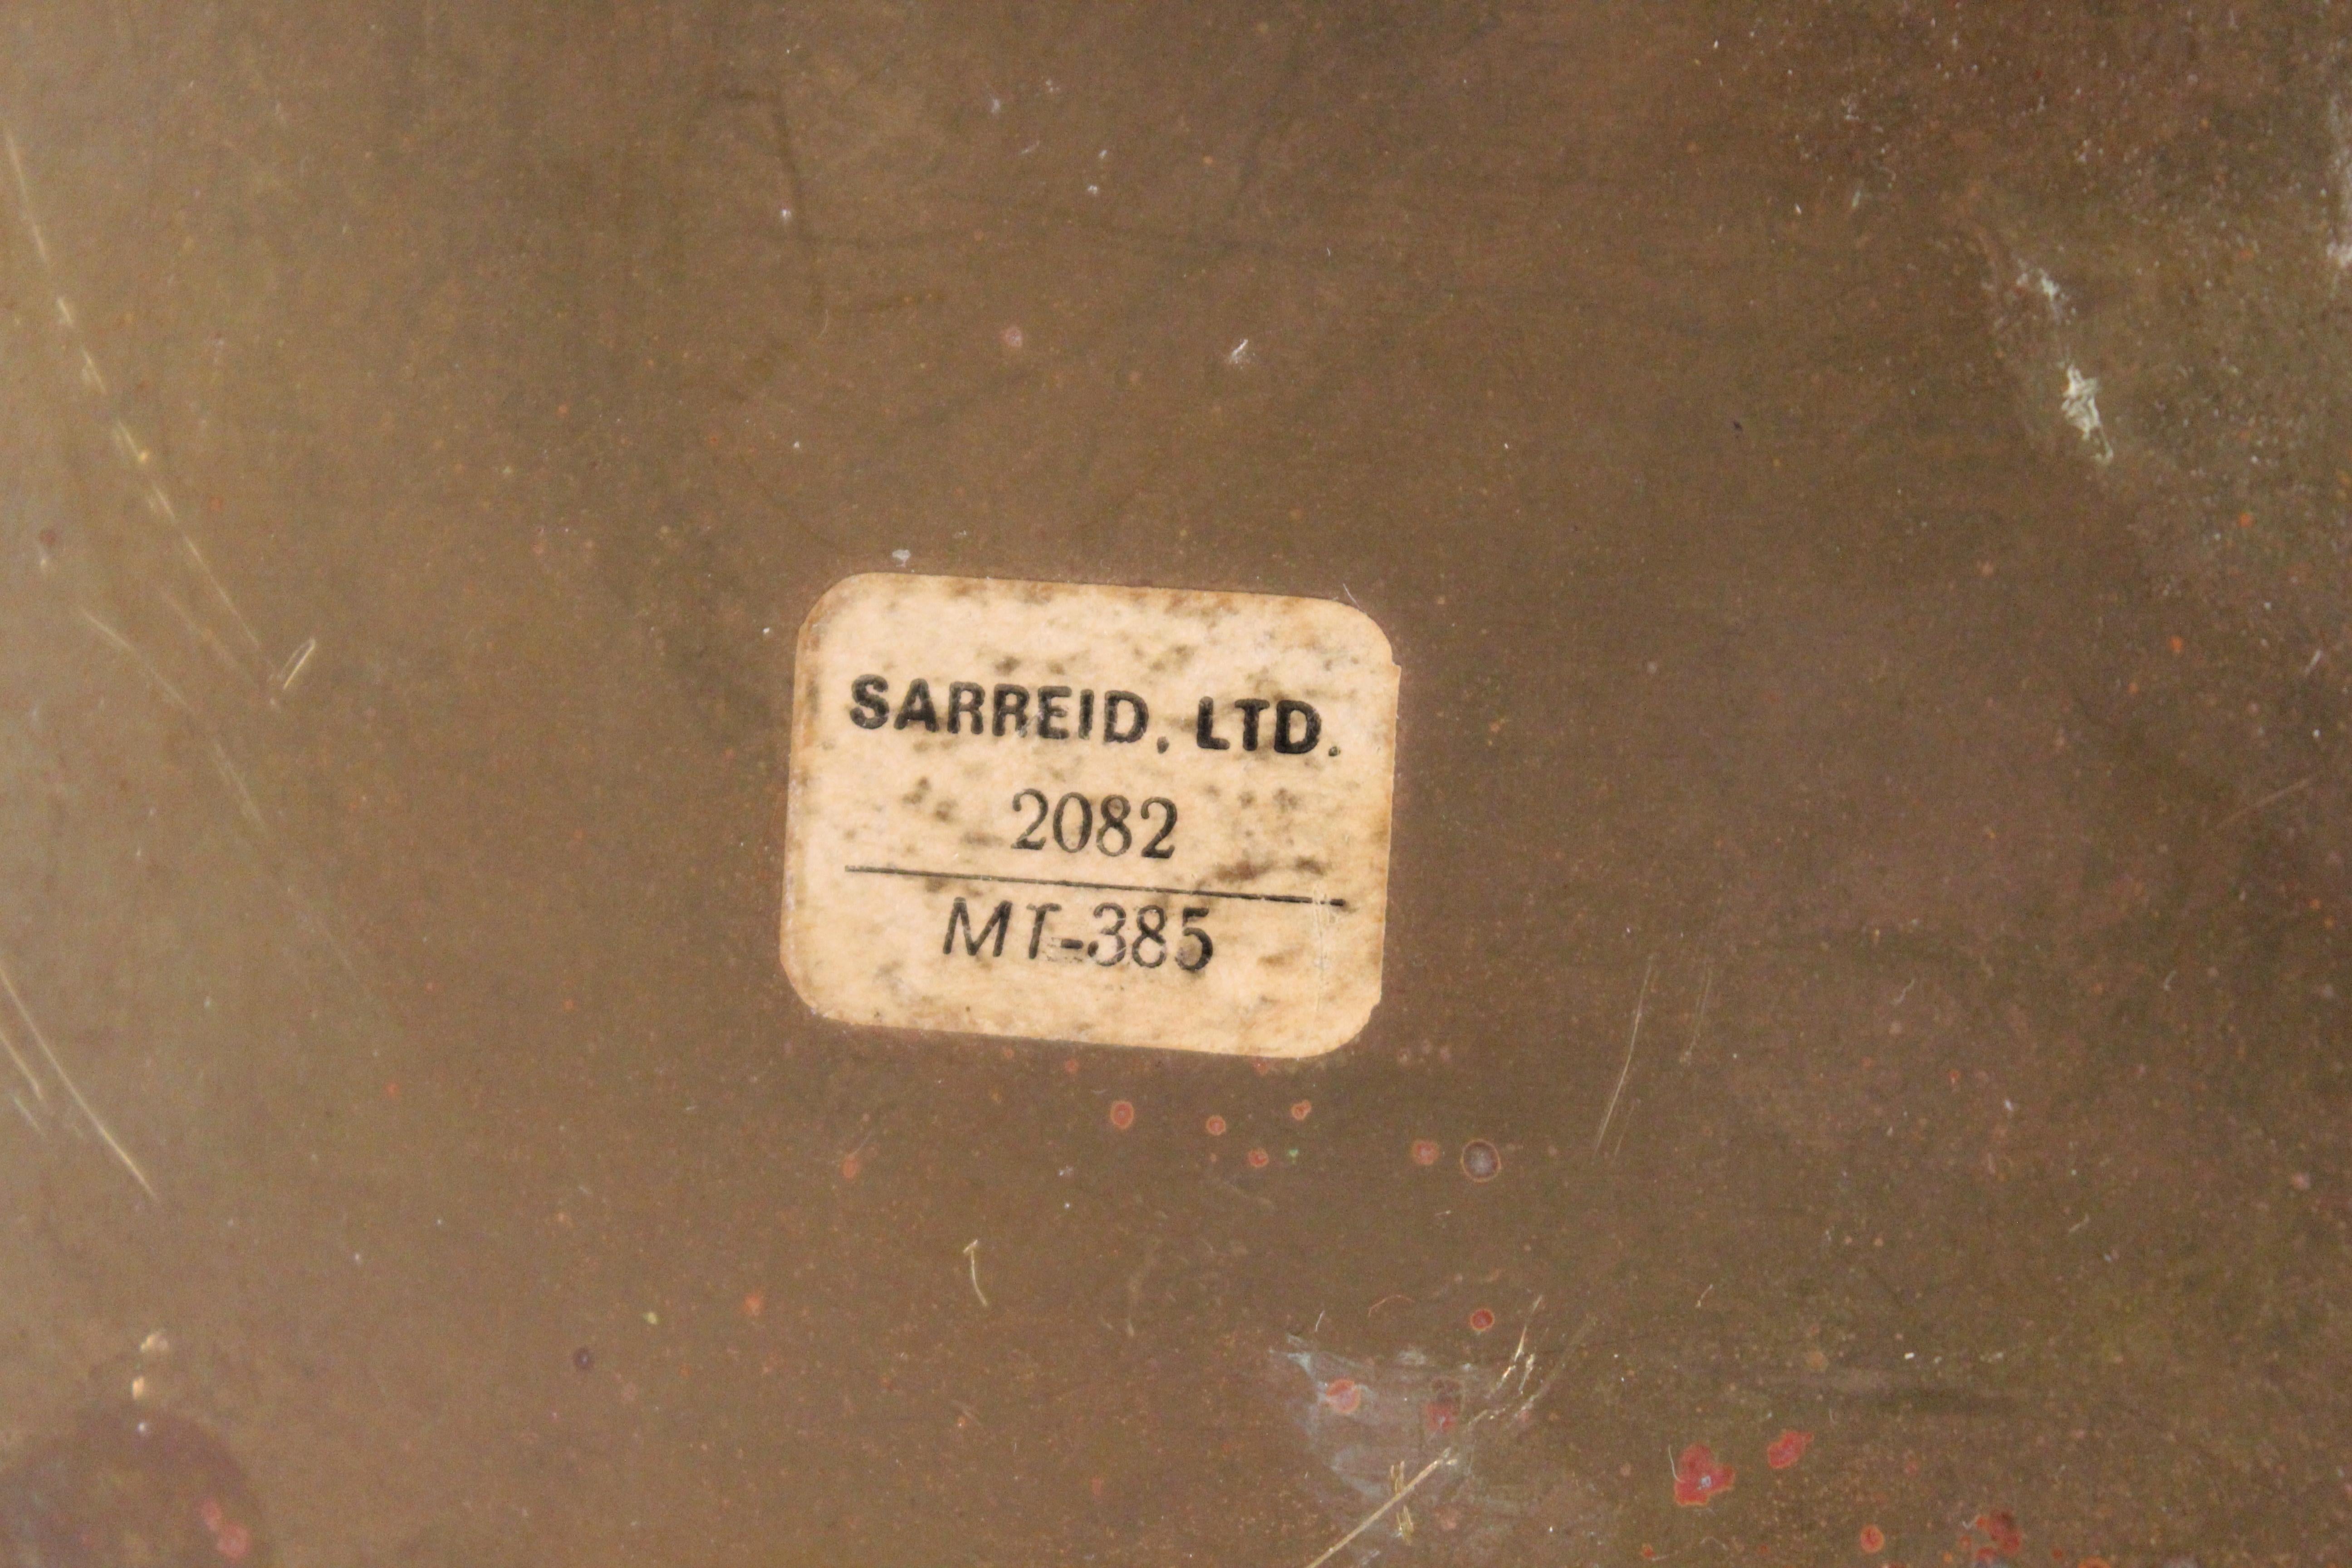 SARREID, LTD.
2082
MT-385